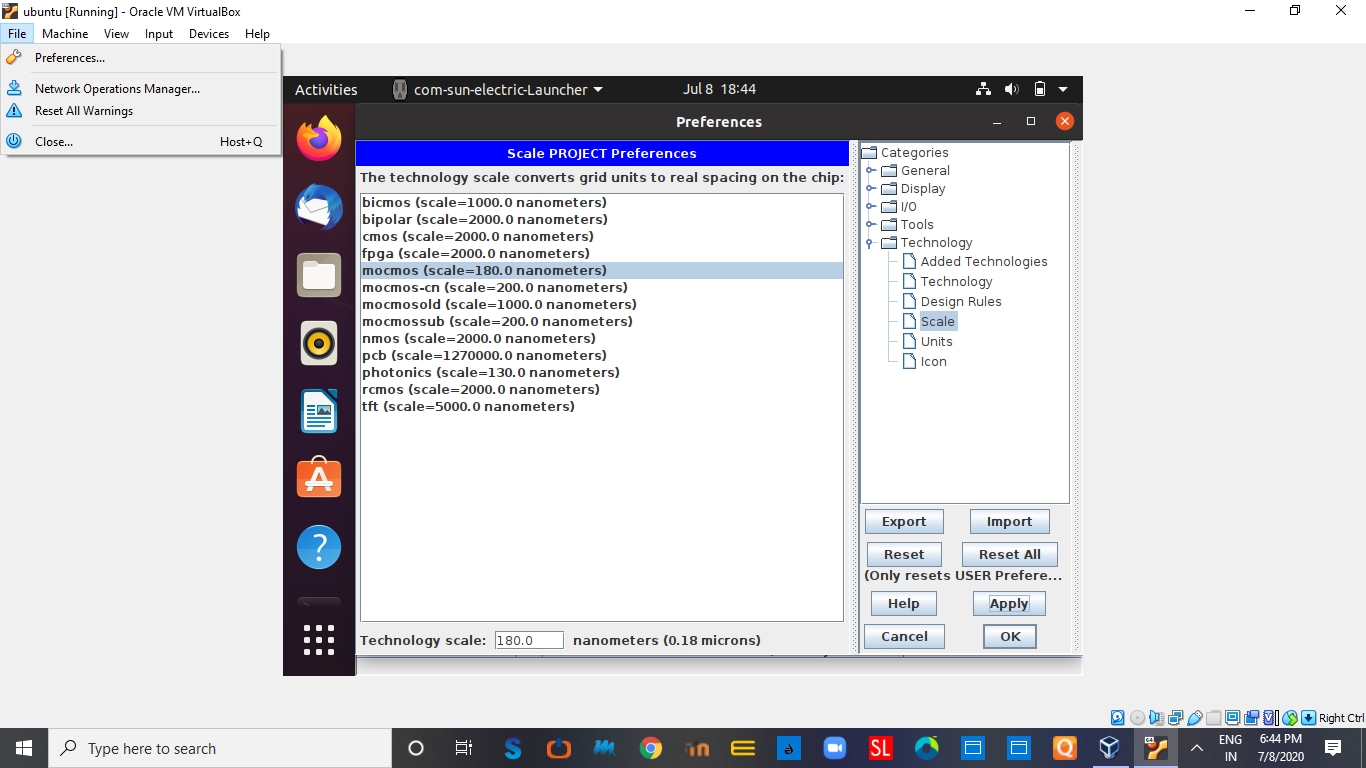 ubuntu [Running] - Oracle VM VirtualBox
File Machine View Input Devices Help
Preferences...
Network Operations Manager...
Reset All Warnings
Close... Host+Q
Activities com-sun-electric-Launcher Jul 8 18:44
Preferences
Scale PROJECT Preferences
The technology scale converts grid units to real spacing on the chip:
bicmos (scale=1000.0 nanometers)
bipolar (scale=2000.0 nanometers)
cmos (scale=2000.0 nanometers)
fpga (scale=2000.0 nanometers)
mocmos (scale=180.0 nanometers)
mocmos-cn (scale=200.0 nanometers)
mocmosold (scale=1000.0 nanometers)
mocmossub (scale=200.0 nanometers)
nmos (scale=2000.0 nanometers)
pcb (scale=1270000.0 nanometers)
photonics (scale=130.0 nanometers)
rcmos (scale=2000.0 nanometers)
tft (scale=5000.0 nanometers)
Technology scale: 180.0 nanometers (0.18 microns)
Categories
General
Display
I/O
Tools
Technology
Added Technologies
Technology
Design Rules
Scale
Units
Icon
Export Import
Reset Reset All
(Only resets USER Prefere...
Help Apply
Cancel OK
Right Ctrl
Type here to search
SL
ENG
IN
6:44 PM
7/8/2020